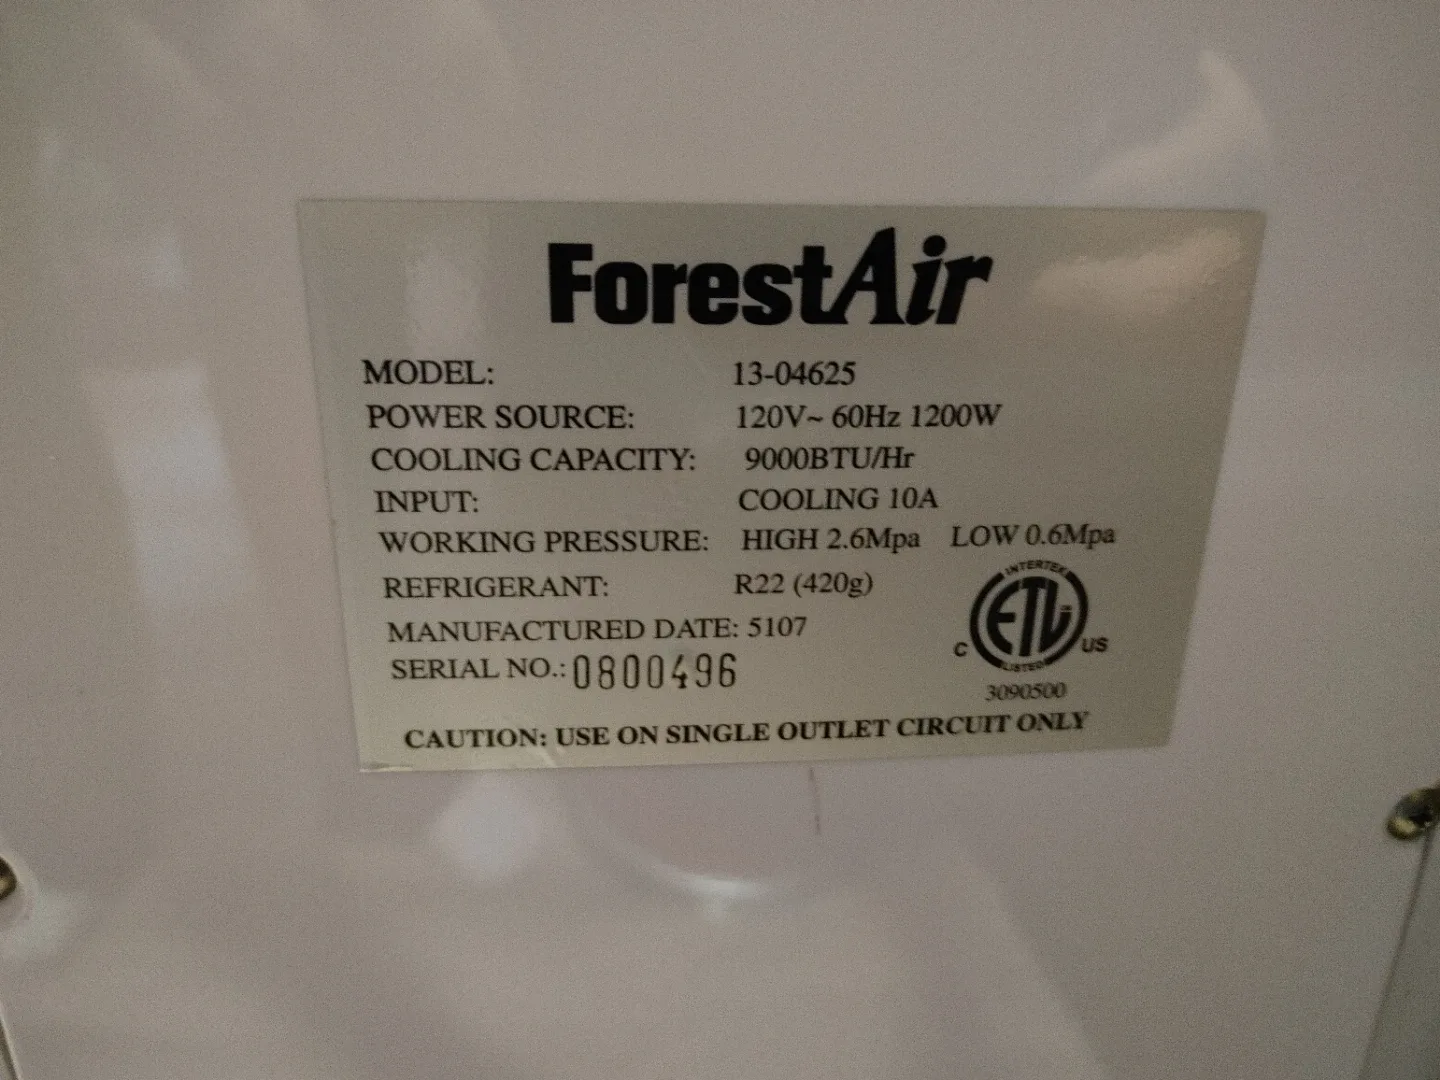 ForestAir
MODEL: 13-04625
POWER SOURCE: 120V~ 60Hz 1200W
COOLING CAPACITY: 9000BTU/Hr
INPUT: COOLING 10A
WORKING PRESSURE: HIGH 2.6Mpa LOW 0.6Mpa
REFRIGERANT: R22 (420g)
MANUFACTURED DATE: 5107
SERIAL NO.: 0800496
INTERTEK
ETL
C US
LISTED
3090500
CAUTION: USE ON SINGLE OUTLET CIRCUIT ONLY